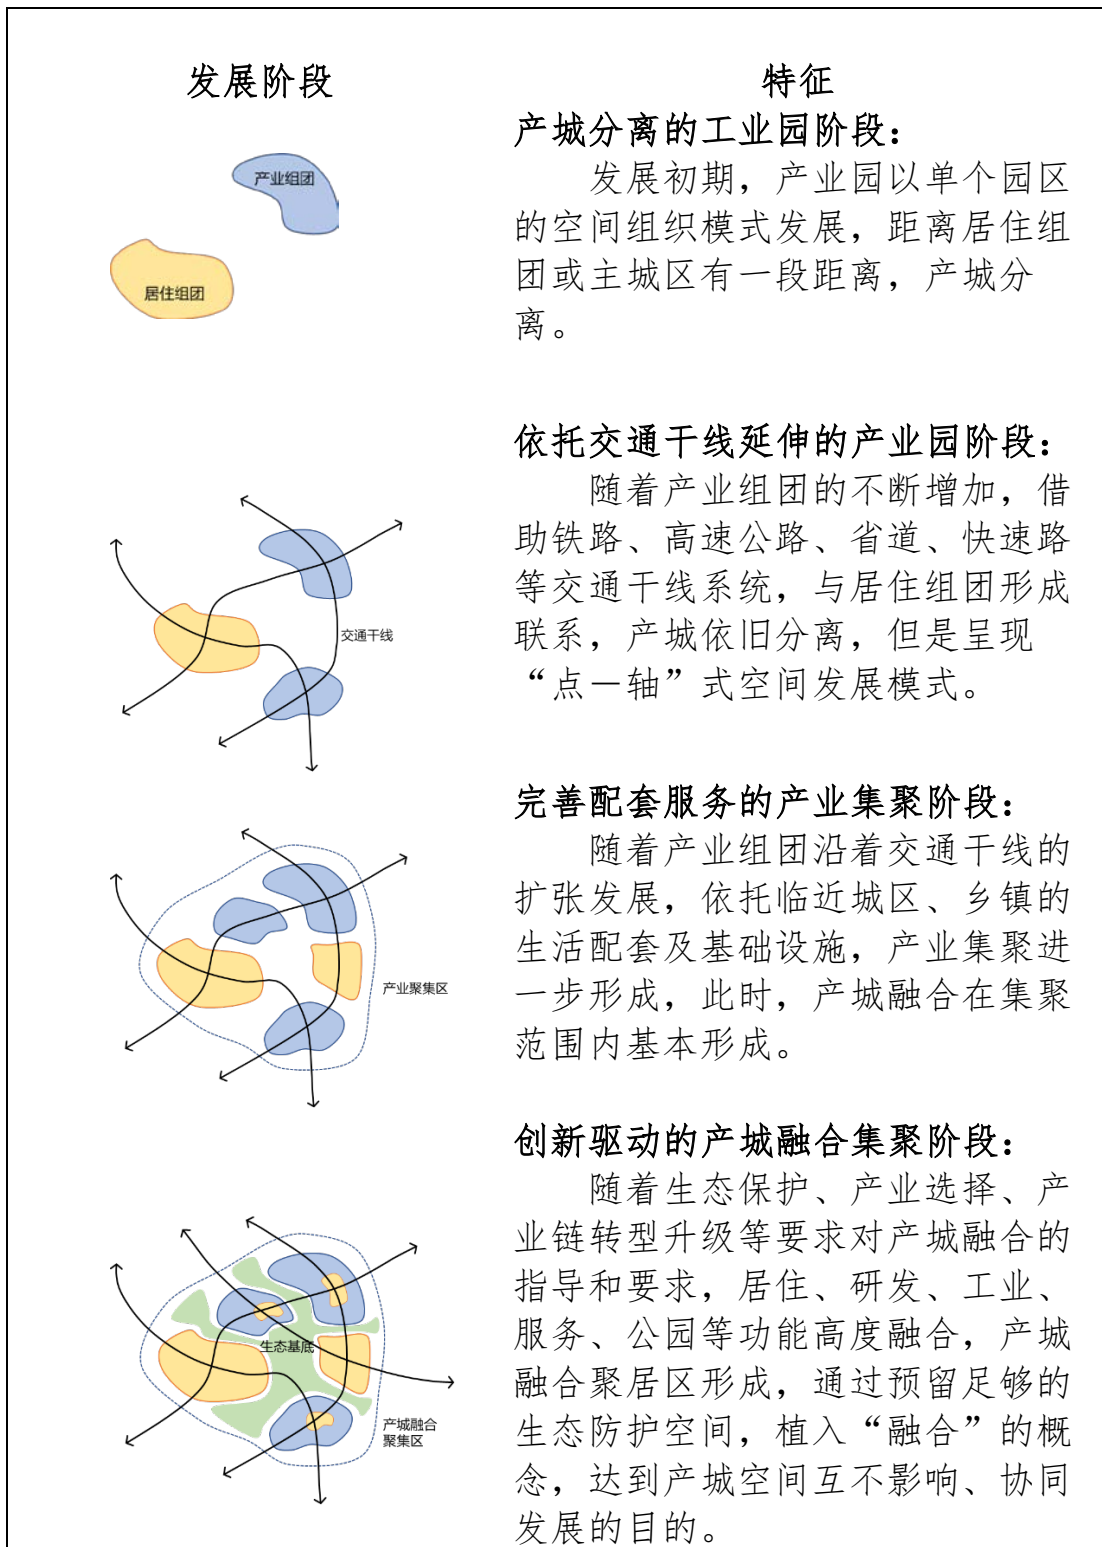 发展阶段
特征
产业组团
居住组团
产城分离的工业园阶段：
发展初期，产业园以单个园区
的空间组织模式发展，距离居住组
团或主城区有一段距离，产城分
离。
交通干线
依托交通干线延伸的产业园阶段：
随着产业组团的不断增加，借
助铁路、高速公路、省道、快速路
等交通干线系统，与居住组团形成
联系，产城依旧分离，但是呈现
“点－轴”式空间发展模式。
产业聚集区
完善配套服务的产业集聚阶段：
随着产业组团沿着交通干线的
扩张发展，依托临近城区、乡镇的
生活配套及基础设施，产业集聚进
一步形成，此时，产城融合在集聚
范围内基本形成。
生态基底
产城融合
聚集区
创新驱动的产城融合集聚阶段：
随着生态保护、产业选择、产
业链转型升级等要求对产城融合的
指导和要求，居住、研发、工业、
服务、公园等功能高度融合，产城
融合聚居区形成，通过预留足够的
生态防护空间，植入“融合”的概
念，达到产城空间互不影响、协同
发展的目的。